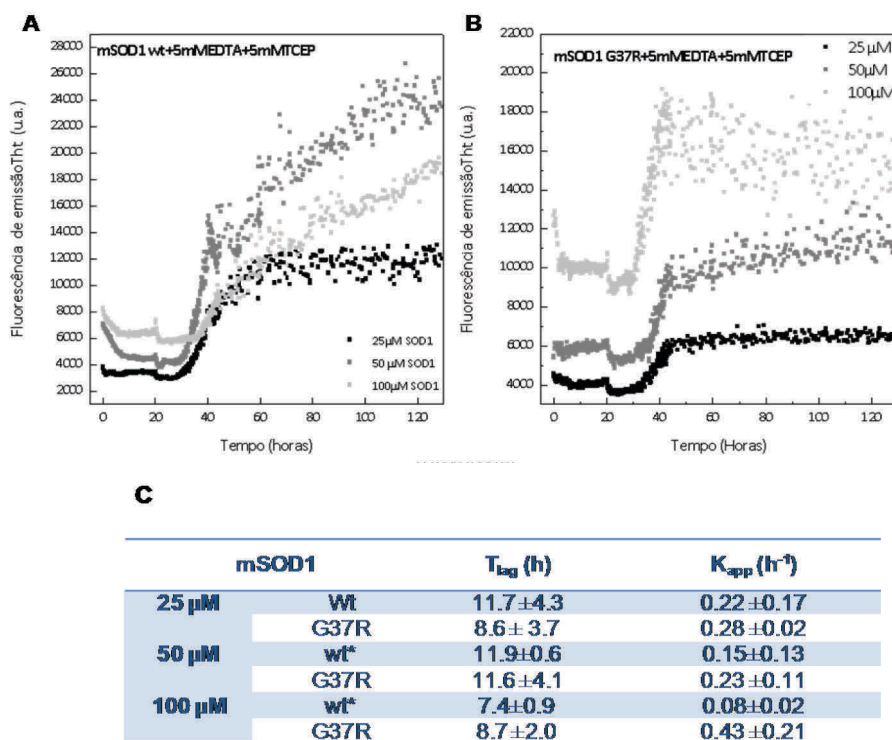 A
mSOD1 wt+5mMEDTA+5mMTCEP
28000
26000
24000
22000
20000
18000
16000
14000
12000
10000
8000
6000
4000
2000
Fluorescência de emissãoTht (u.a.)
25µM SOD1
50 µM SOD1
100µM SOD1
0 20 40 60 80 100 120
Tempo (horas)
B
mSOD1 G37R+5mMEDTA+5mMTCEP
25 µM
50µM
100µM
22000
20000
18000
16000
14000
12000
10000
8000
6000
4000
Fluorescência de emissãoTht (u.a.)
0 20 40 60 80 100 120
Tempo (Horas)
C
mSOD1 Tlag (h) Kapp (h-1)
25 µM Wt 11.7 ±4.3 0.22 ±0.17
G37R 8.6 ± 3.7 0.28 ±0.02
50 µM wt* 11.9±0.6 0.15±0.13
G37R 11.6±4.1 0.23±0.11
100 µM wt* 7.4±0.9 0.08±0.02
G37R 8.7±2.0 0.43±0.21